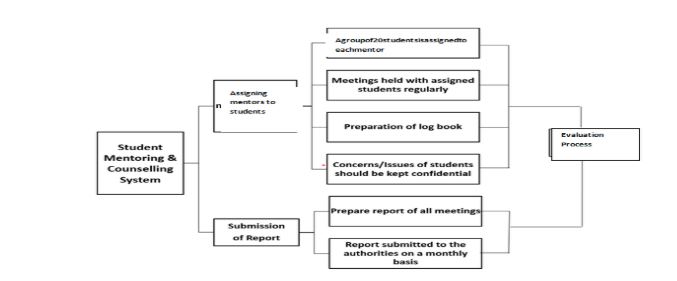 Agroupof20studentsisassignedto
eachmentor
Meetings held with assigned
students regularly
Assigning
mentors to
students
n
Preparation of log book
Evaluation
Process
Student
Mentoring &
Counselling
System
Concerns/Issues of students
should be kept confidential
Prepare report of all meetings
Submission
of Report
Report submitted to the
authorities on a monthly
basis